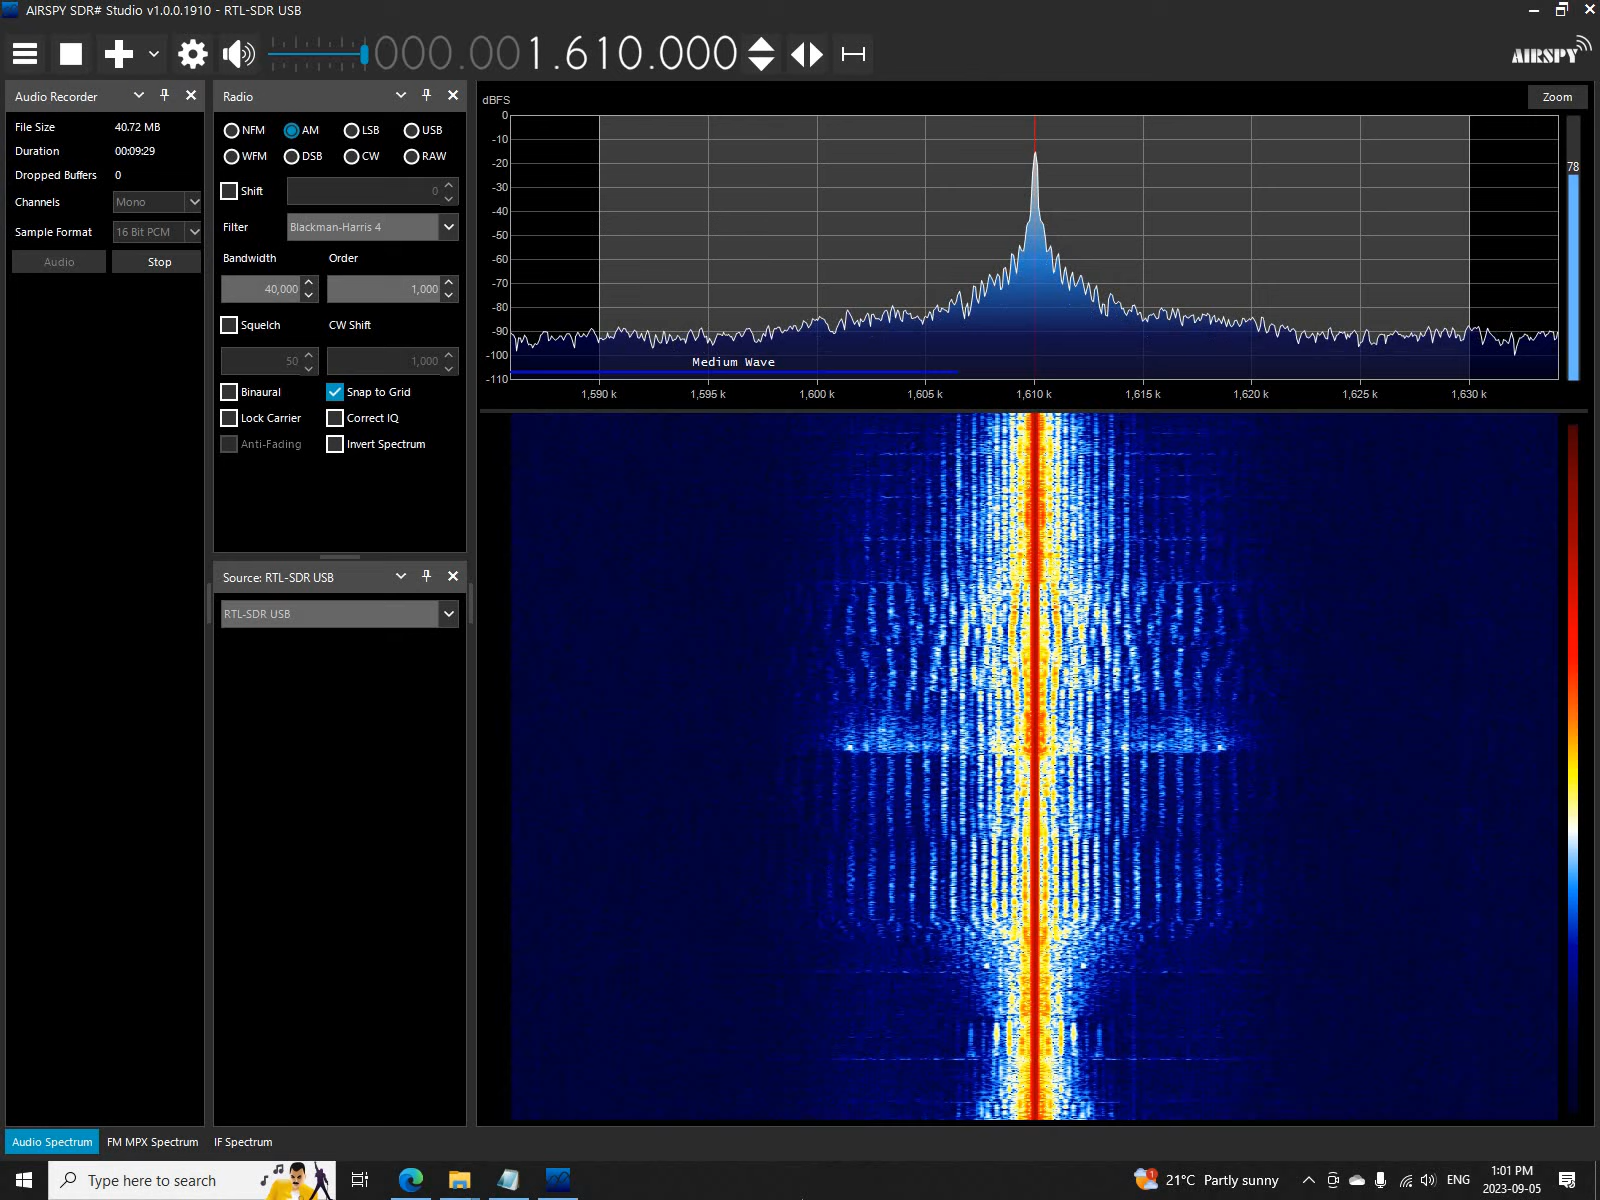 AIRSPY SDR# Studio v1.0.0.1910 - RTL-SDR USB
000.001.610.000
AIRSPY
Audio Recorder
File Size 40.72 MB
Duration 00:09:29
Dropped Buffers 0
Channels Mono
Sample Format 16 Bit PCM
Audio Stop
Radio
NFM AM LSB USB
WFM DSB CW RAW
Shift 0
Filter Blackman-Harris 4
Bandwidth Order
40,000 1,000
Squelch CW Shift
50 1,000
Binaural Snap to Grid
Lock Carrier Correct IQ
Anti-Fading Invert Spectrum
Source: RTL-SDR USB
RTL-SDR USB
dBFS
Zoom
0
-10
-20
-30
-40
-50
-60
-70
-80
-90
-100
-110
78
Medium Wave
1,590 k 1,595 k 1,600 k 1,605 k 1,610 k 1,615 k 1,620 k 1,625 k 1,630 k
Audio Spectrum FM MPX Spectrum IF Spectrum
Type here to search
1
21°C Partly sunny
ENG
1:01 PM
2023-09-05